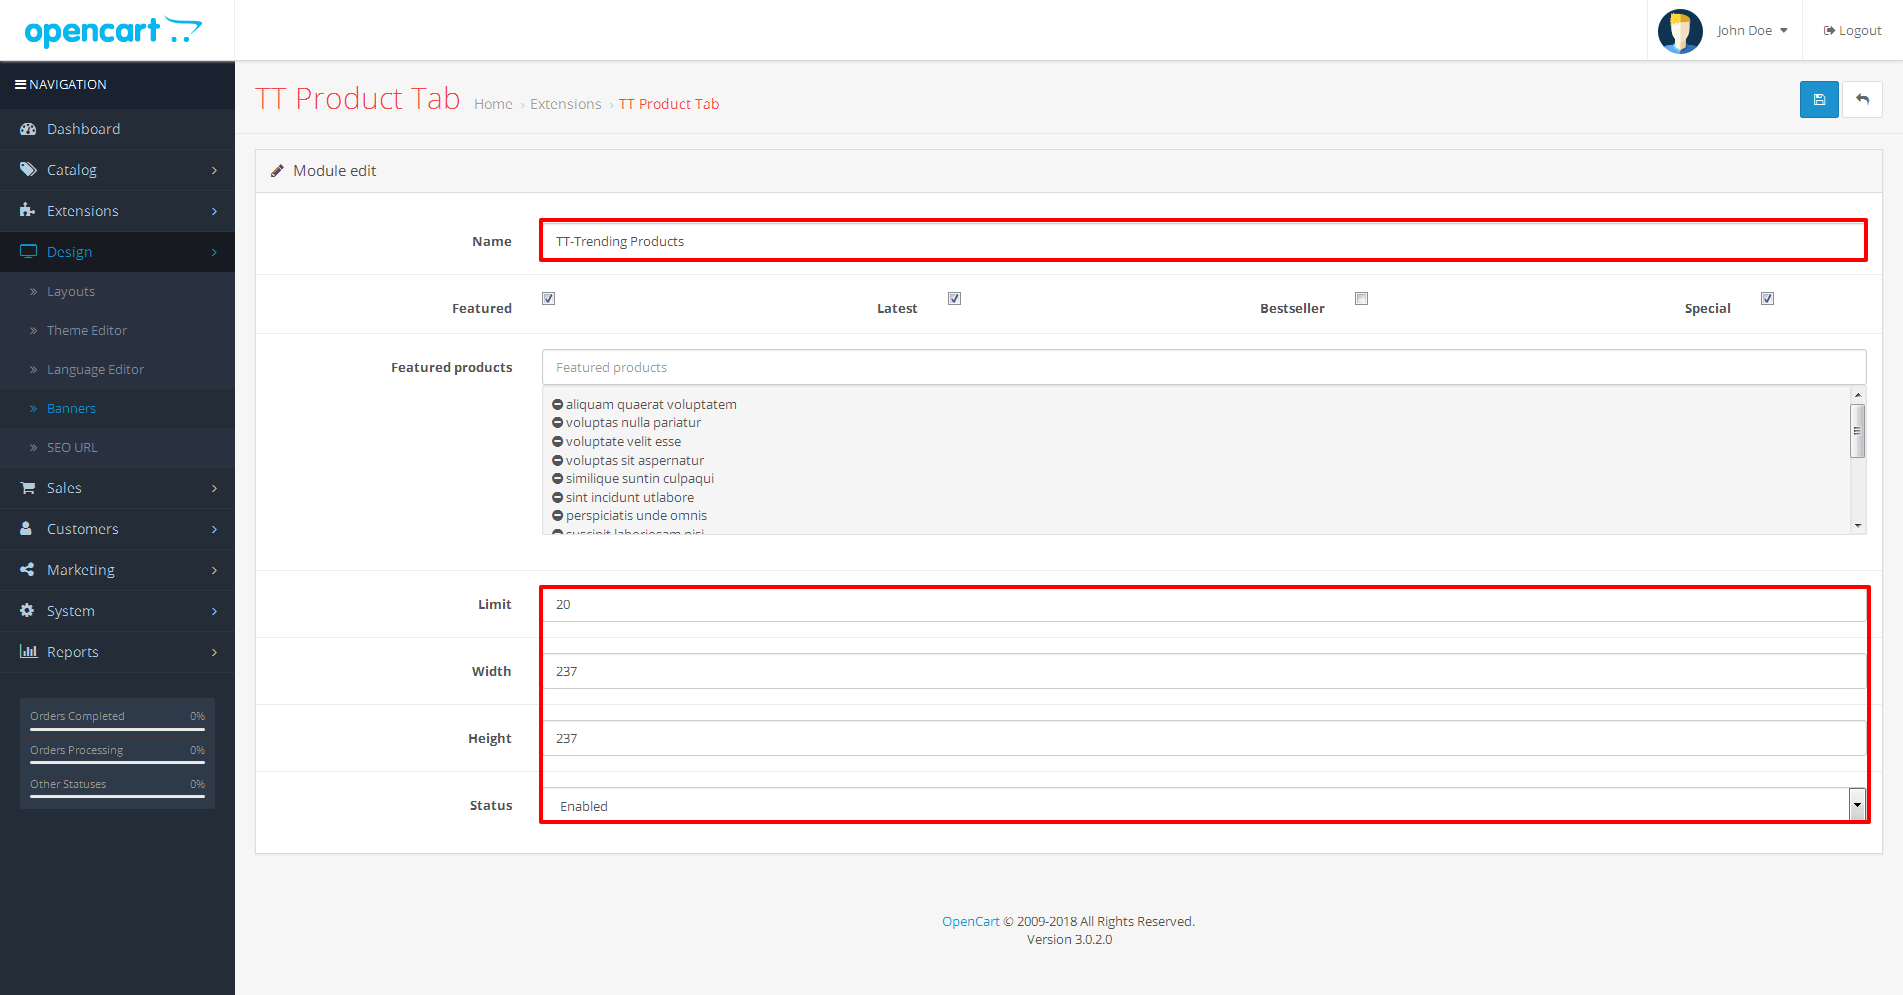 opencart
John Doe
Logout
NAVIGATION
Dashboard
Catalog
Extensions
Design
Layouts
Theme Editor
Language Editor
Banners
SEO URL
Sales
Customers
Marketing
System
Reports
Orders Completed 0%
Orders Processing 0%
Other Statuses 0%
TT Product Tab
Home › Extensions › TT Product Tab
Module edit
Name TT-Trending Products
Featured Latest Bestseller Special
Featured products Featured products
aliquam quaerat voluptatem
voluptas nulla pariatur
voluptate velit esse
voluptas sit aspernatur
similique suntin culpaqui
sint incidunt utlabore
perspiciatis unde omnis
suscipit laboriosam nisi
Limit 20
Width 237
Height 237
Status Enabled
OpenCart © 2009-2018 All Rights Reserved.
Version 3.0.2.0